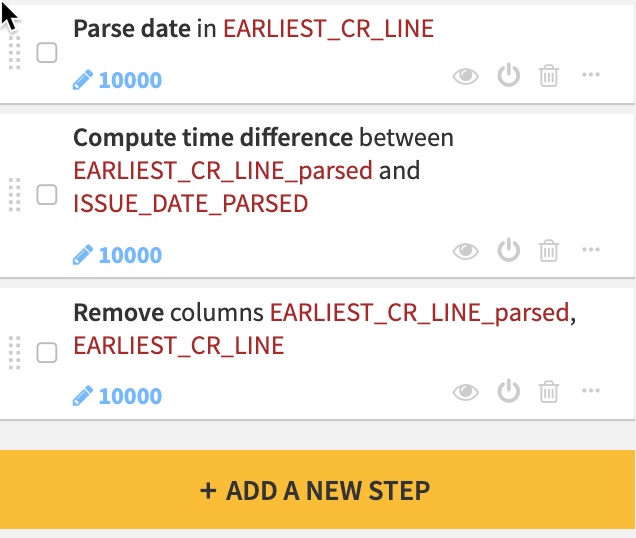 Parse date in EARLIEST_CR_LINE
10000
Compute time difference between
EARLIEST_CR_LINE_parsed and
ISSUE_DATE_PARSED
10000
Remove columns EARLIEST_CR_LINE_parsed,
EARLIEST_CR_LINE
10000
+ ADD A NEW STEP